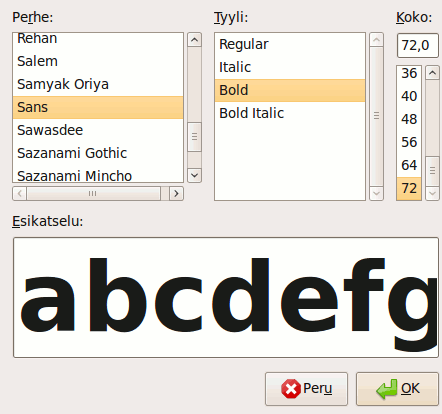 Perhe:
Rehan
Salem
Samyak Oriya
Sans
Sawasdee
Sazanami Gothic
Sazanami Mincho
Tyyli:
Regular
Italic
Bold
Bold Italic
Koko:
72,0
36
40
48
56
64
72
Esikatselu:
abcdefg
Peru
OK